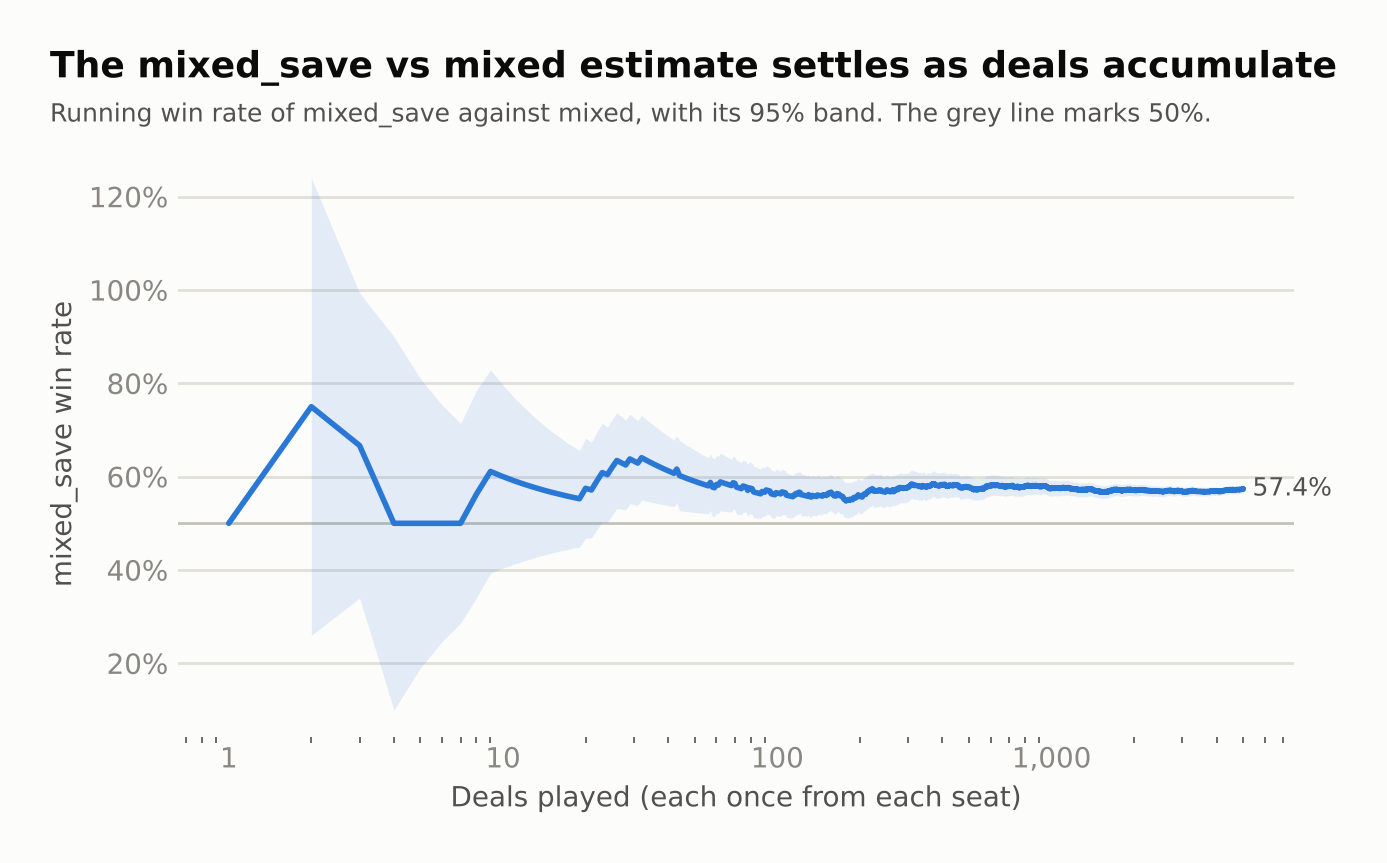 The mixed_save vs mixed estimate settles as deals accumulate
Running win rate of mixed_save against mixed, with its 95% band. The grey line marks 50%.
120%
100%
80%
60%
40%
20%
mixed_save win rate
57.4%
1
10
100
1,000
Deals played (each once from each seat)